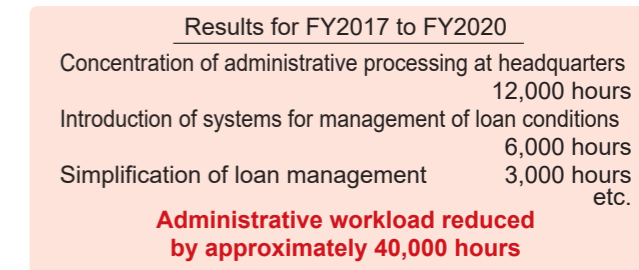 Results for FY2017 to FY2020
Concentration of administrative processing at headquarters
12,000 hours
Introduction of systems for management of loan conditions
6,000 hours
Simplification of loan management 3,000 hours
etc.
Administrative workload reduced
by approximately 40,000 hours